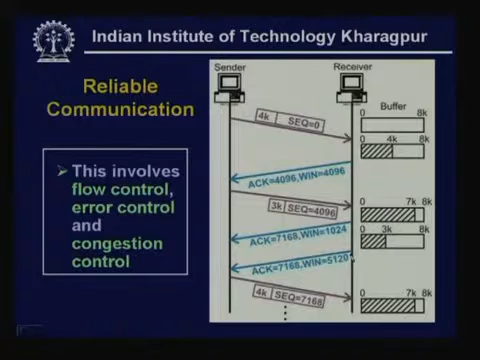 Indian Institute of Technology Kharagpur
Reliable
Communication
This involves
flow control,
error control
and
congestion
control
Sender
Receiver
Buffer
0 8k
4k SEQ=0
0 4k 8k
ACK=4096,WIN=4096
3k SEQ=4096
0 7k 8k
ACK=7168,WIN=1024
0 3k 8k
ACK=7168,WIN=5120
4k SEQ=7168
0 7k 8k